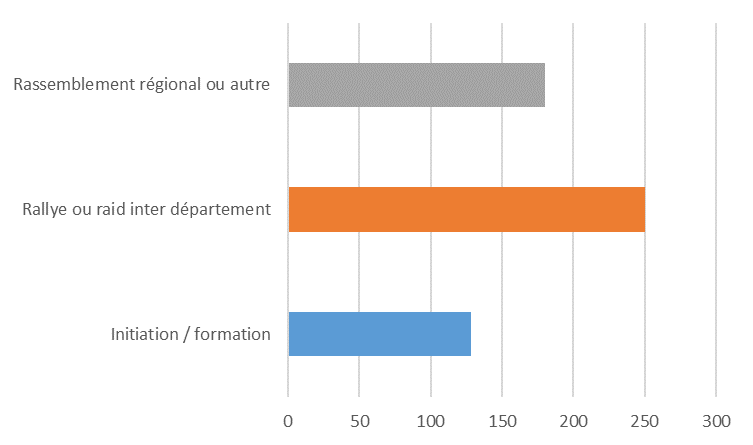 Rassemblement régional ou autre
Rallye ou raid inter département
Initiation / formation
0 50 100 150 200 250 300